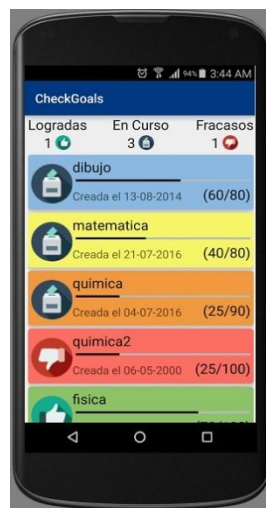 94% 3:44 AM
CheckGoals
Logradas En Curso Fracasos
1 3 1
dibujo
Creada el 13-08-2014 (60/80)
matematica
Creada el 21-07-2016 (40/80)
quimica
Creada el 04-07-2016 (25/90)
quimica2
Creada el 06-05-2000 (25/100)
fisica